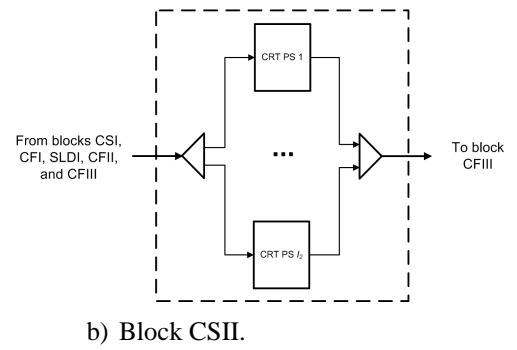 CRT PS 1
From blocks CSI,
CFI, SLDI, CFII,
and CFIII
...
To block
CFIII
CRT PS I₂
b) Block CSII.